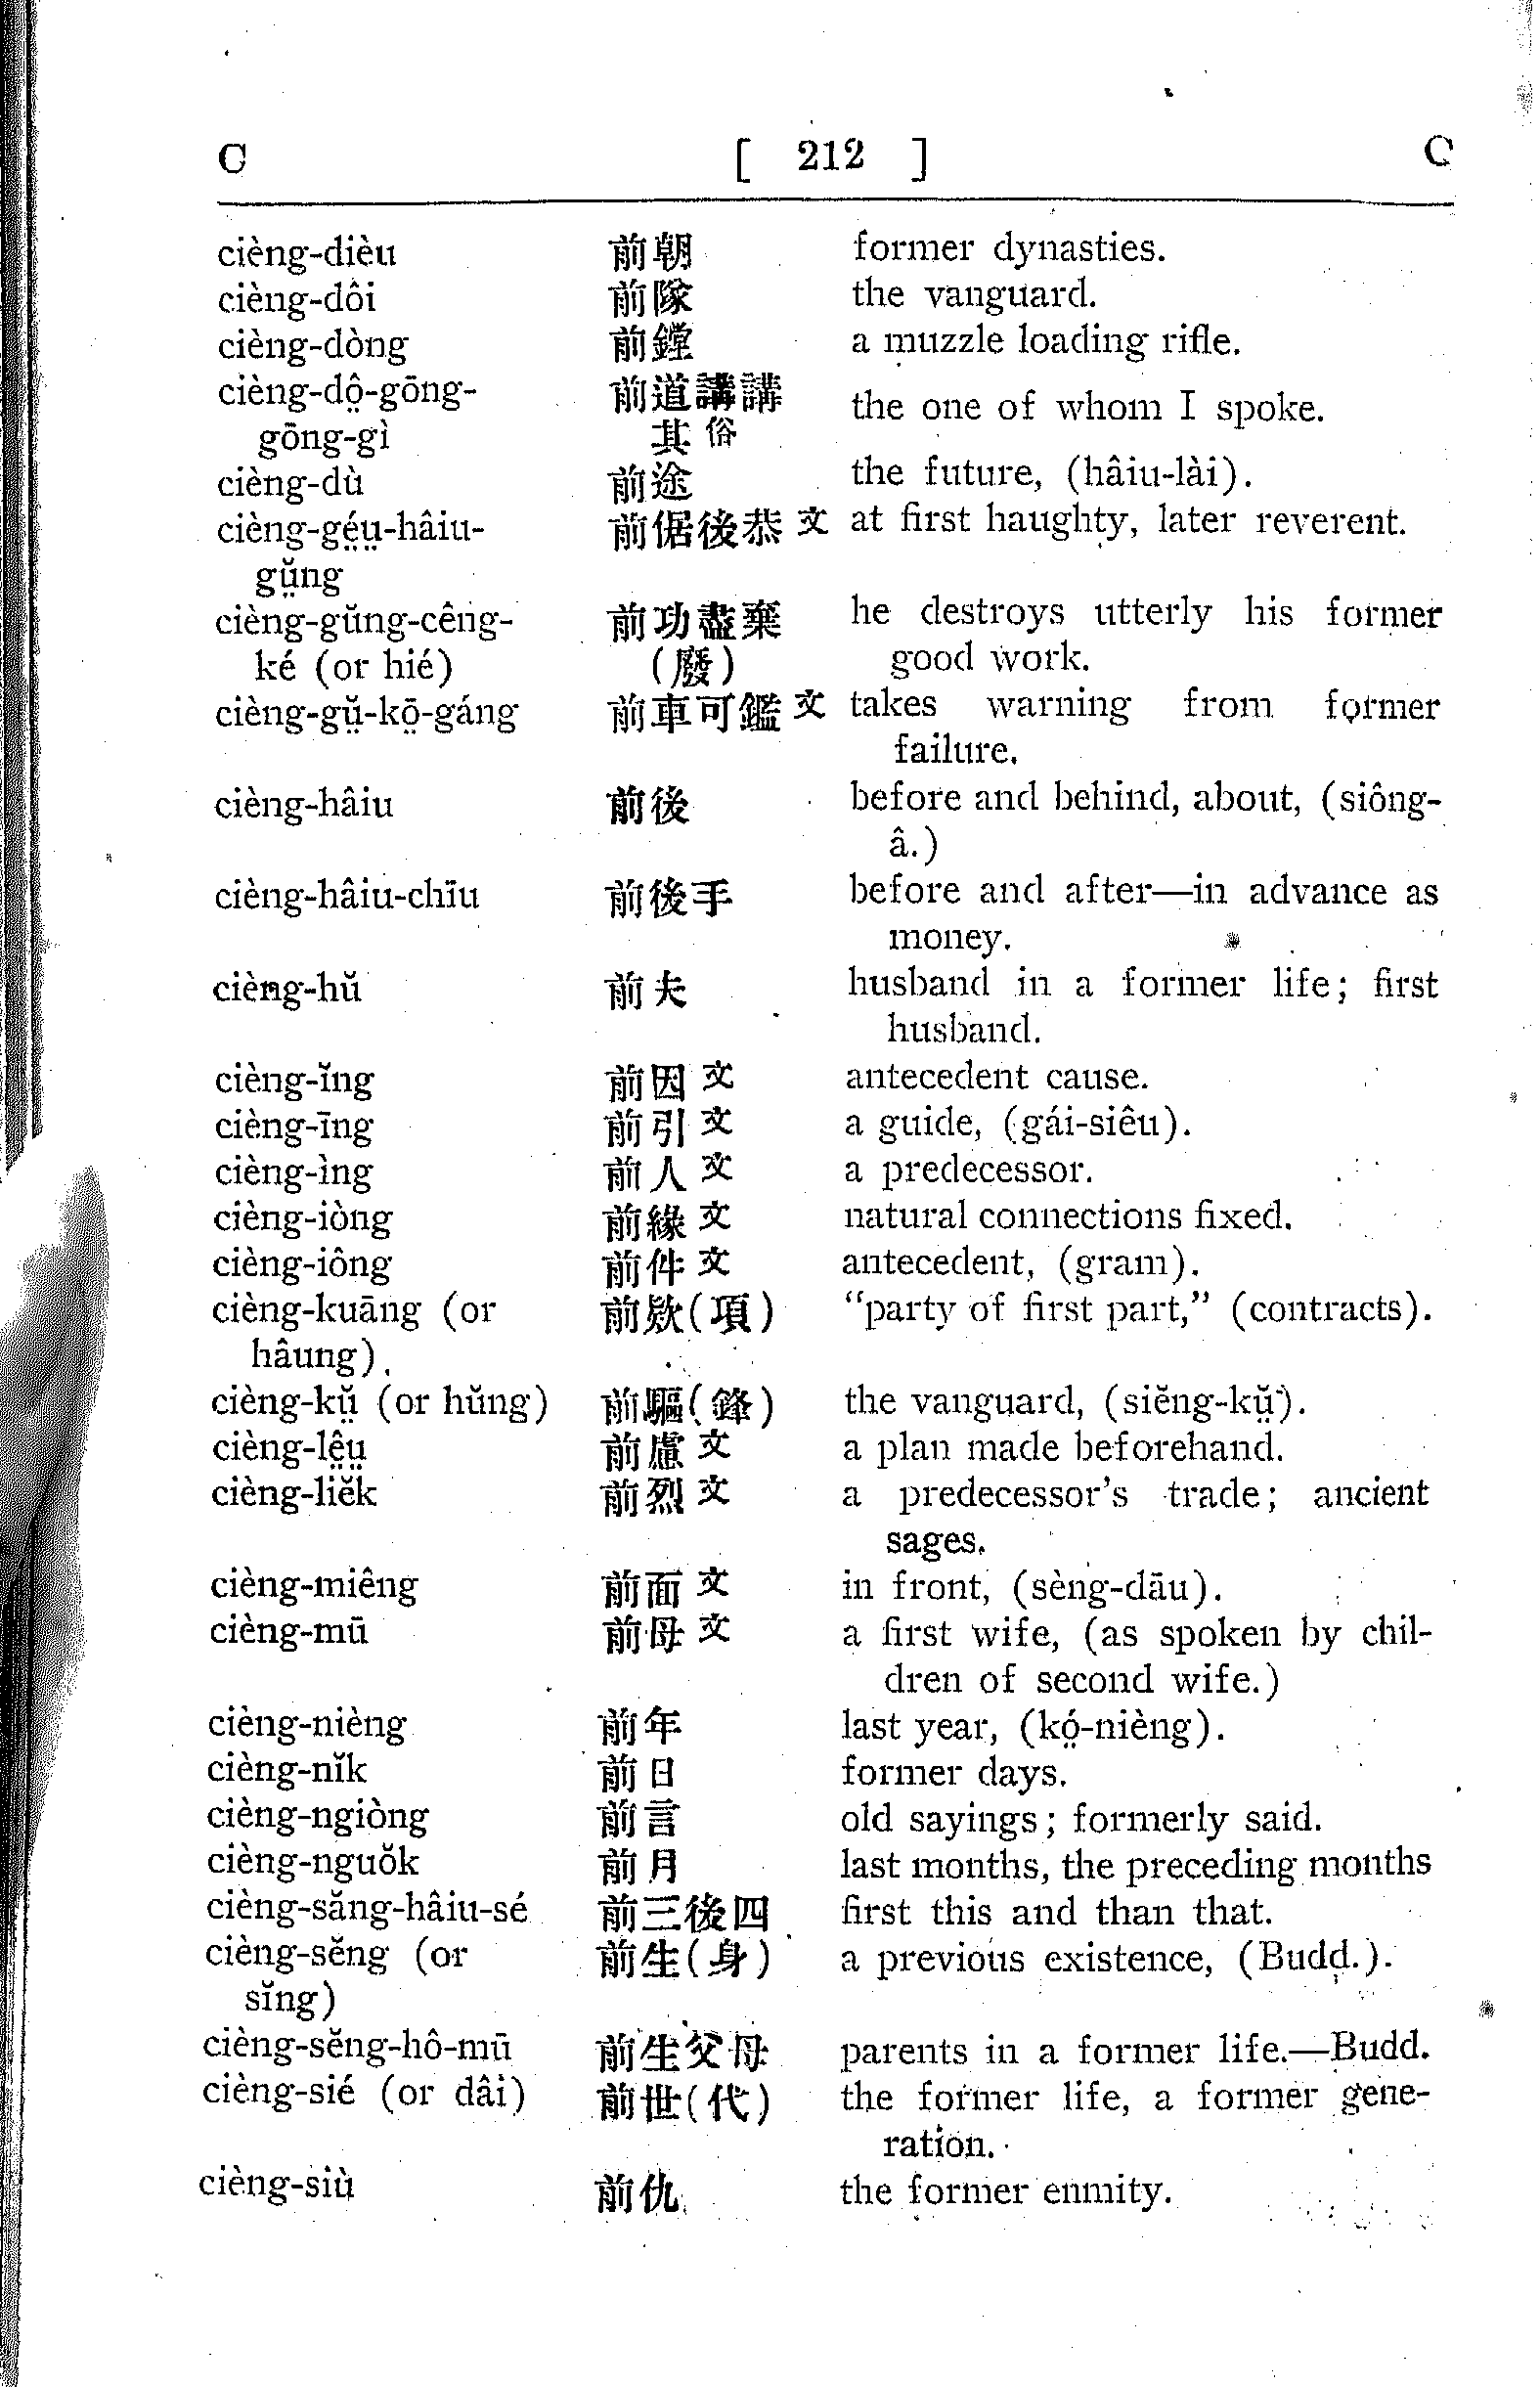 C [ 212 ] C
cièng-dièu 前朝 former dynasties.
cièng-dôi 前隊 the vanguard.
cièng-dòng 前鏜 a muzzle loading rifle.
cièng-dô̤-gōng- 前道講講 the one of whom I spoke.
gōng-gì 其 俗
cièng-dù 前途 the future, (hâiu-lài).
cièng-gé̤ṳ-hâiu- 前倨後恭 文 at first haughty, later reverent.
gṳ̆ng
cièng-gŭng-cêng- 前功盡棄 he destroys utterly his former
ké (or hié) (廢) good work.
cièng-gṳ̆-kō̤-gáng 前車可鑑 文 takes warning from former
failure.
cièng-hâiu 前後 before and behind, about, (siông-
â.)
cièng-hâiu-chīu 前後手 before and after—in advance as
money.
cièng-hŭ 前夫 husband in a former life; first
husband.
cièng-ĭng 前因 文 antecedent cause.
cièng-īng 前引 文 a guide, (gái-siêu).
cièng-ìng 前人 文 a predecessor.
cièng-iòng 前緣 文 natural connections fixed.
cièng-iông 前件 文 antecedent, (gram).
cièng-kuāng (or 前欵(項) “party of first part,” (contracts).
hâung).
cièng-kṳ̆ (or hŭng) 前驅(鋒) the vanguard, (siĕng-kṳ̆).
cièng-lê̤ṳ 前慮 文 a plan made beforehand.
cièng-liĕk 前烈 文 a predecessor's trade; ancient
sages.
cièng-miêng 前面 文 in front, (sèng-dāu).
cièng-mū 前母 文 a first wife, (as spoken by chil-
dren of second wife.)
cièng-nièng 前年 last year, (kó̤-nièng).
cièng-nĭk 前日 former days.
cièng-ngiòng 前言 old sayings; formerly said.
cièng-nguŏk 前月 last months, the preceding months
cièng-săng-hâiu-sé 前三後四 first this and than that.
cièng-sĕng (or 前生(身) a previous existence, (Budd.).
sĭng)
cièng-sĕng-hô-mū 前生父母 parents in a former life.—Budd.
cièng-sié (or dâi) 前世(代) the former life, a former gene-
ration.
cièng-siù 前仇 the former enmity.